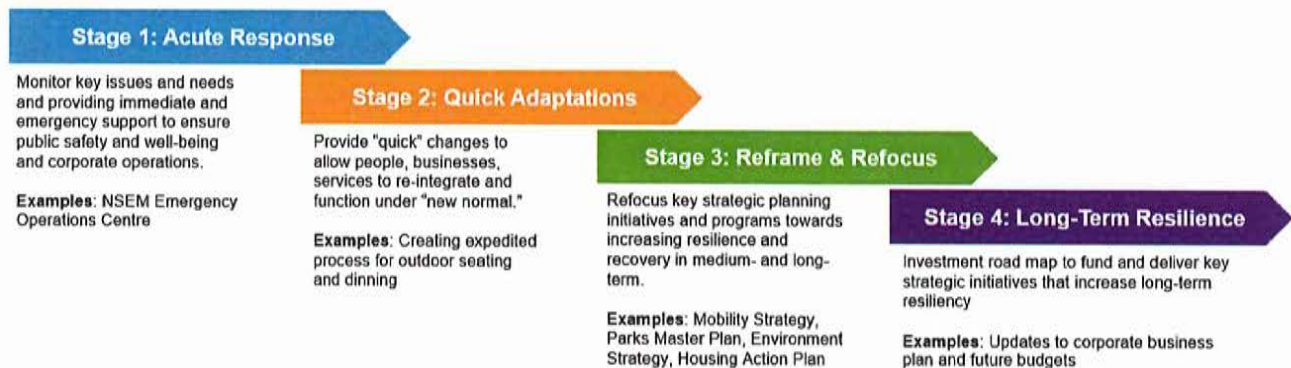 Stage 1: Acute Response
Monitor key issues and needs
and providing immediate and
emergency support to ensure
public safety and well-being
and corporate operations.
Examples: NSEM Emergency
Operations Centre
Stage 2: Quick Adaptations
Provide "quick" changes to
allow people, businesses,
services to re-integrate and
function under "new normal."
Examples: Creating expedited
process for outdoor seating
and dinning
Stage 3: Reframe & Refocus
Refocus key strategic planning
initiatives and programs towards
increasing resilience and
recovery in medium- and long-
term.
Examples: Mobility Strategy,
Parks Master Plan, Environment
Strategy, Housing Action Plan
Stage 4: Long-Term Resilience
Investment road map to fund and deliver key
strategic initiatives that increase long-term
resiliency
Examples: Updates to corporate business
plan and future budgets